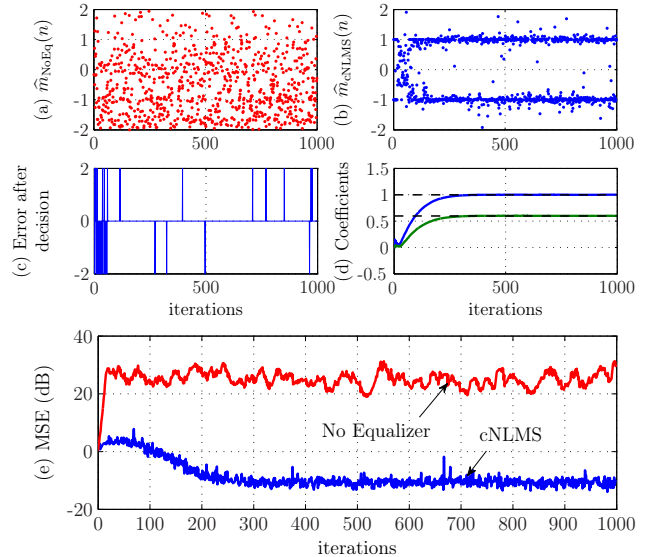 (a) m̂_NoEq(n)
2
1
0
-1
-2
0
500
1000
(b) m̂_cNLMS(n)
2
1
0
-1
-2
0
500
1000
(c) Error after
decision
2
0
-2
0
500
1000
iterations
(d) Coefficients
1.5
1
0.5
0
-0.5
0
500
1000
iterations
(e) MSE (dB)
40
20
0
-20
No Equalizer
cNLMS
0 100 200 300 400 500 600 700 800 900 1000
iterations